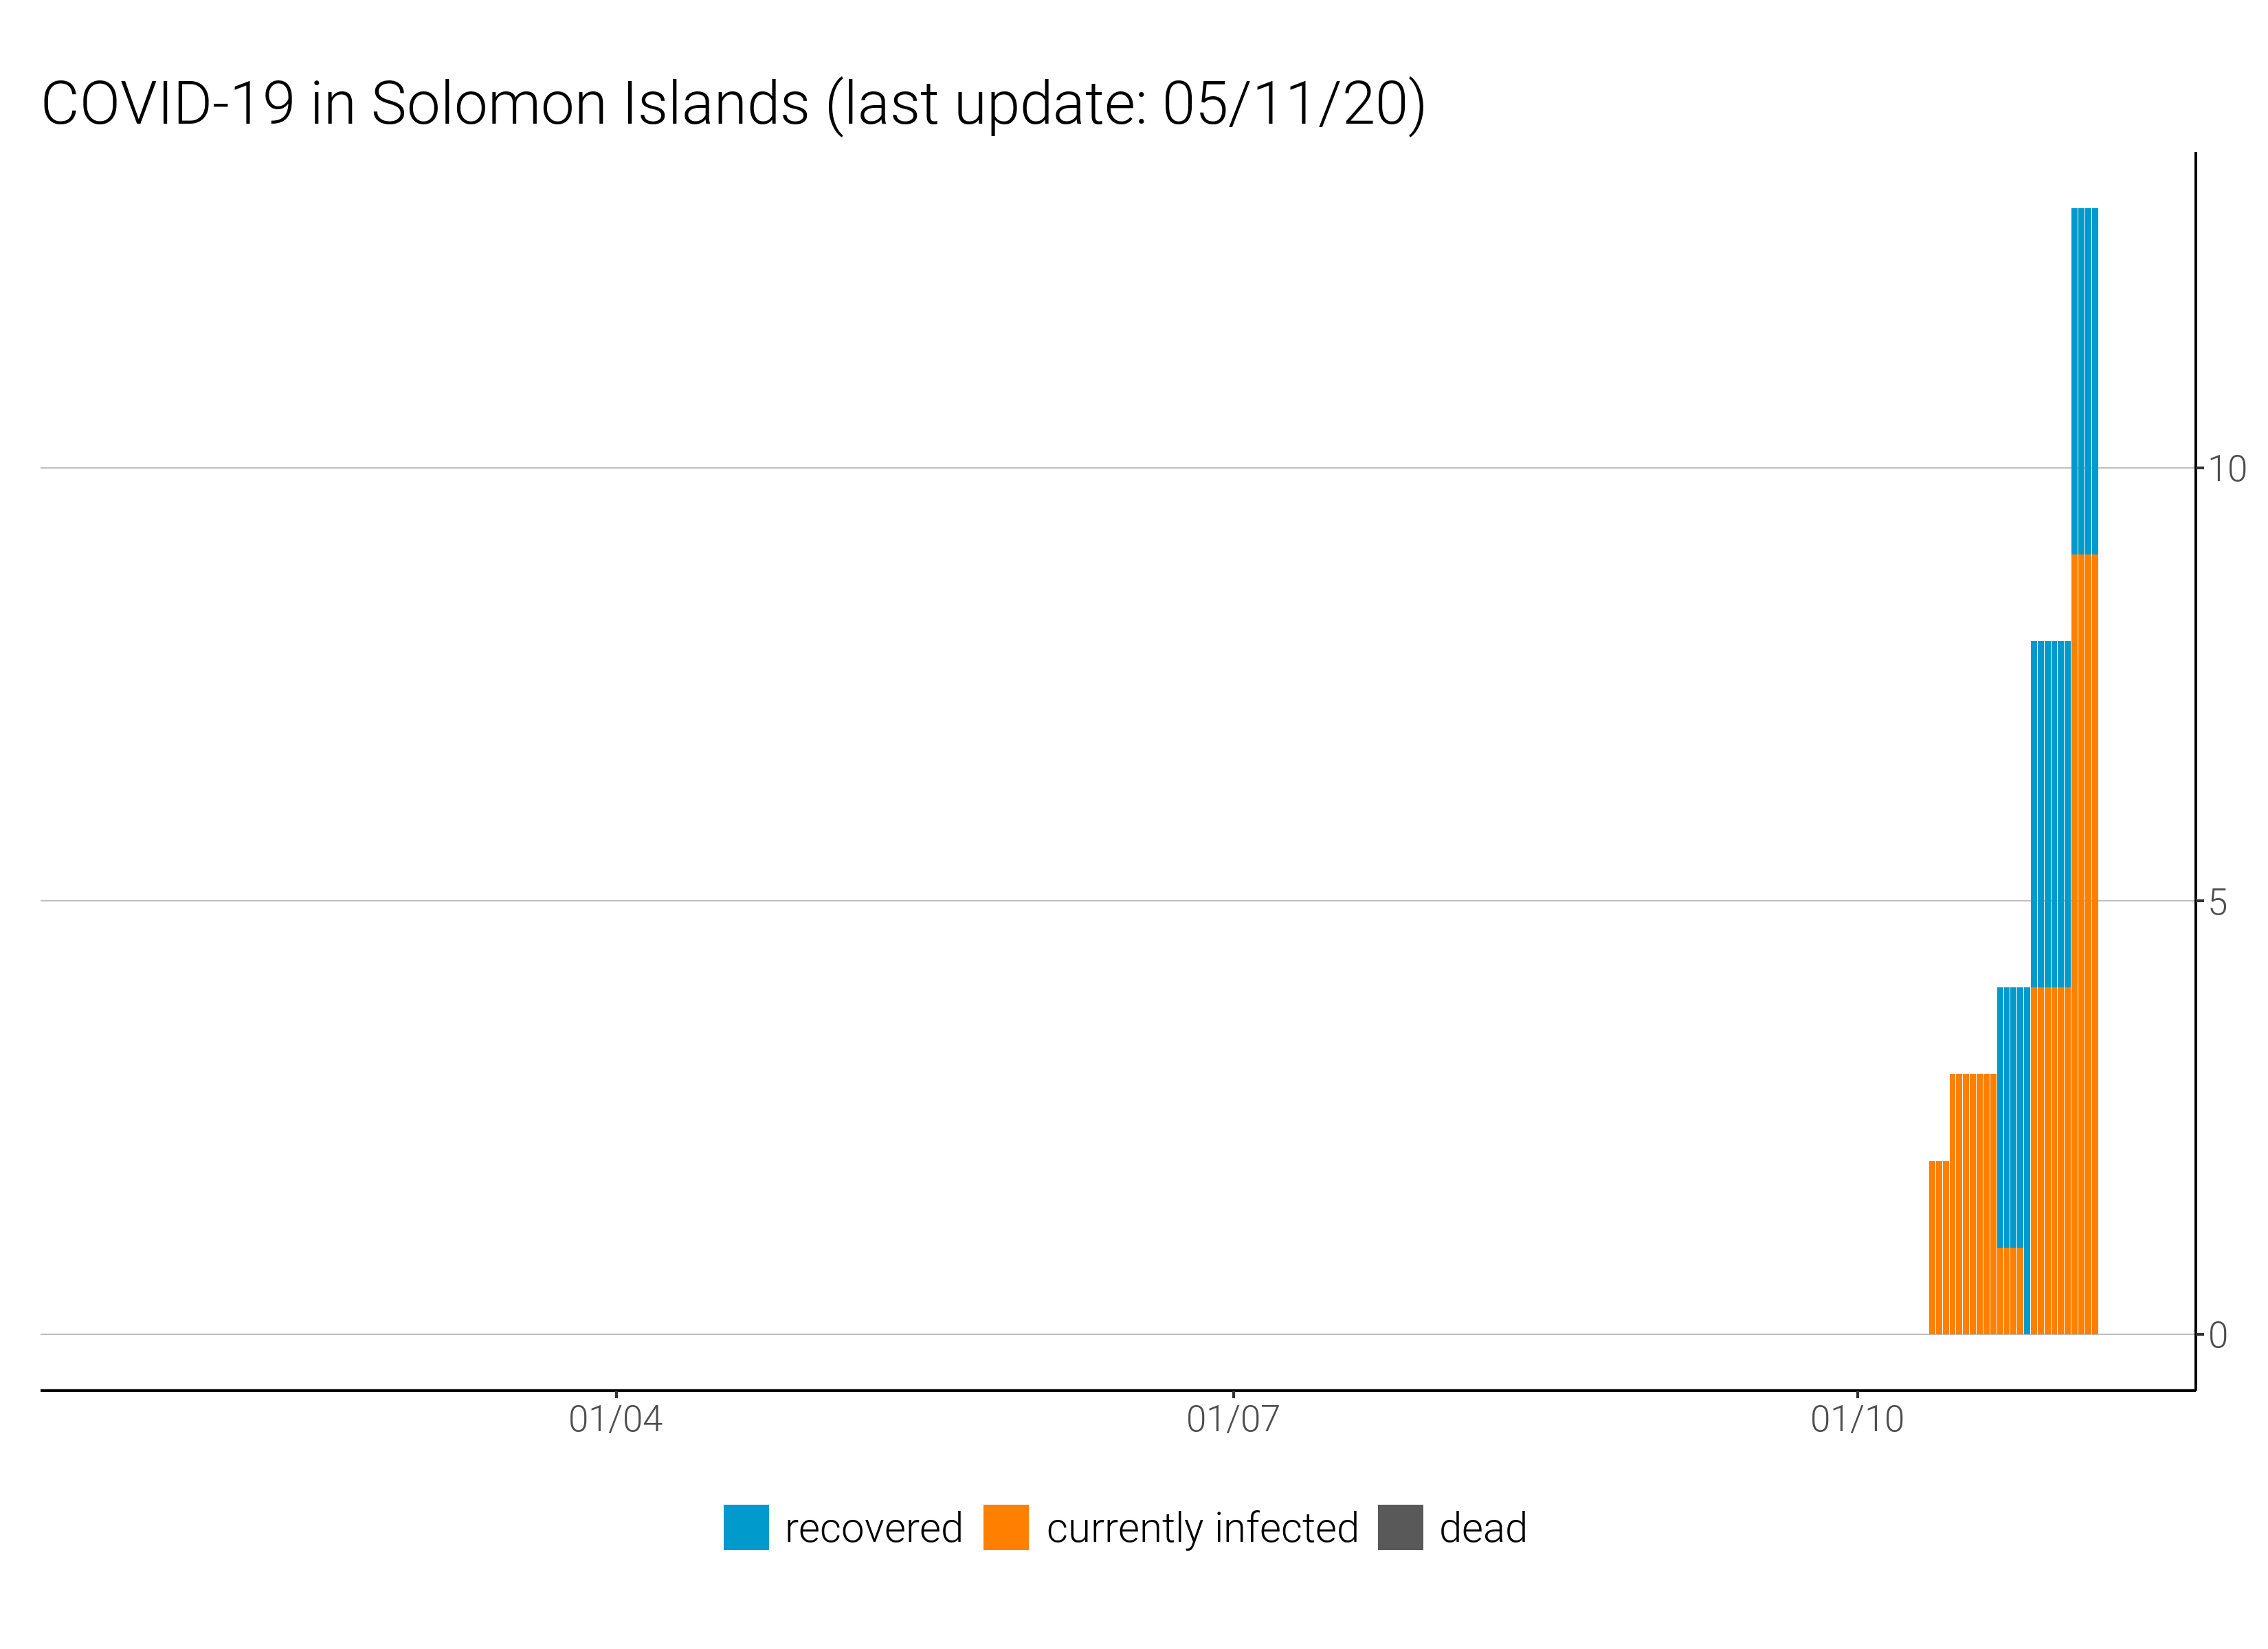 COVID-19 in Solomon Islands (last update: 05/11/20)
10
5
0
01/04 01/07 01/10
recovered currently infected dead